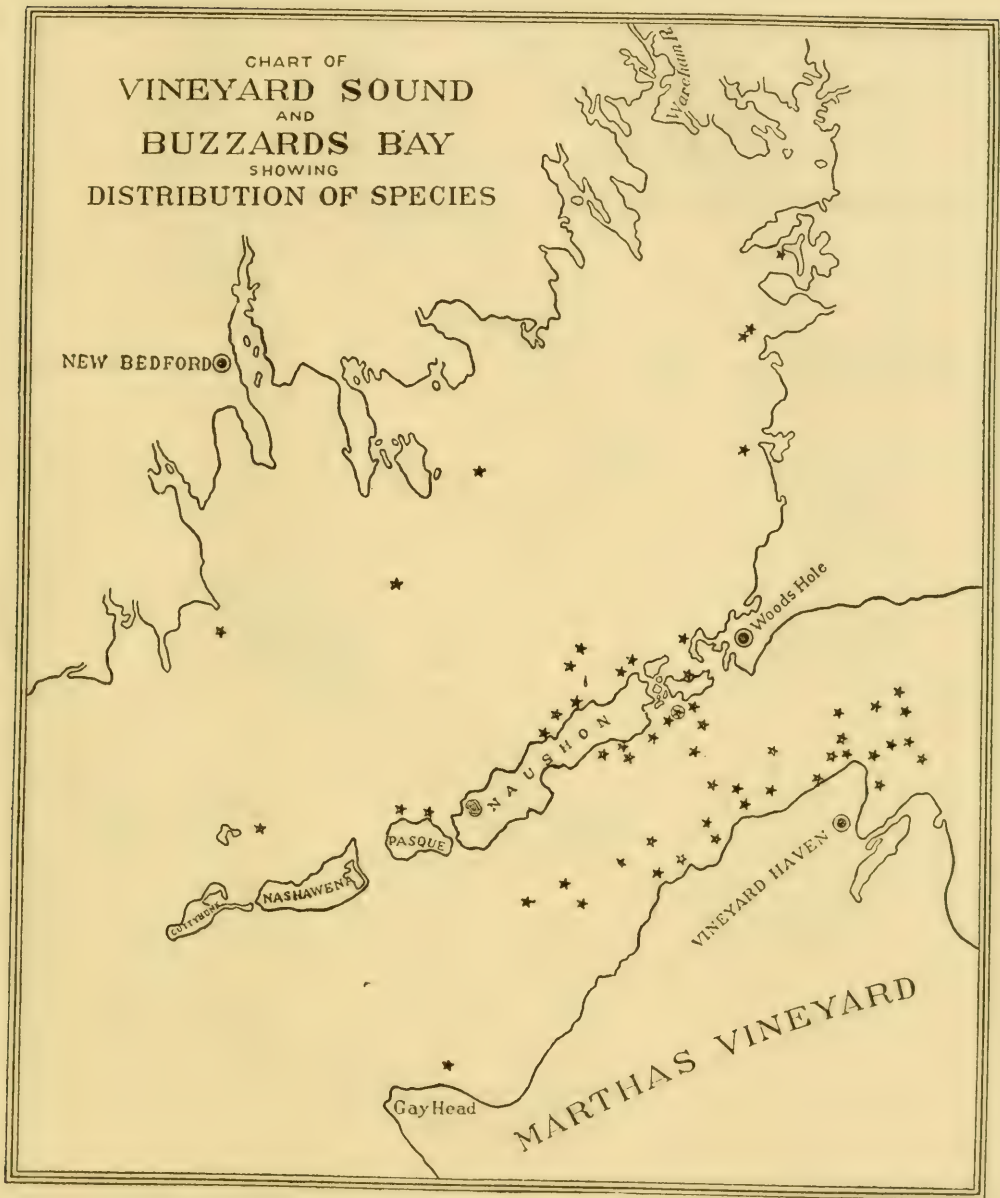 CHART OF
VINEYARD SOUND
AND
BUZZARDS BAY
SHOWING
DISTRIBUTION OF SPECIES
Wareham R.
NEW BEDFORD
Woods Hole
NAUSHON
PASQUE
NASHAWENA
CUTTYHUNK
VINEYARD HAVEN
MARTHAS VINEYARD
Gay Head